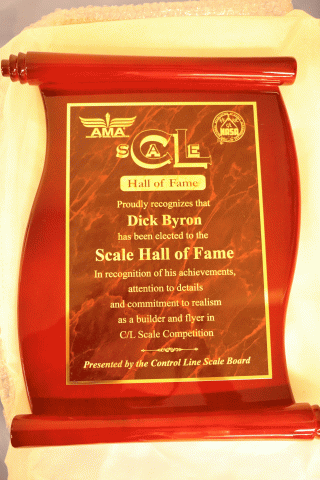 AMA
NASA
SCALE
CL
Hall of Fame
Proudly recognizes that
Dick Byron
has been elected to the
Scale Hall of Fame
In recognition of his achievements,
attention to details
and commitment to realism
as a builder and flyer in
C/L Scale Competition
Presented by the Control Line Scale Board